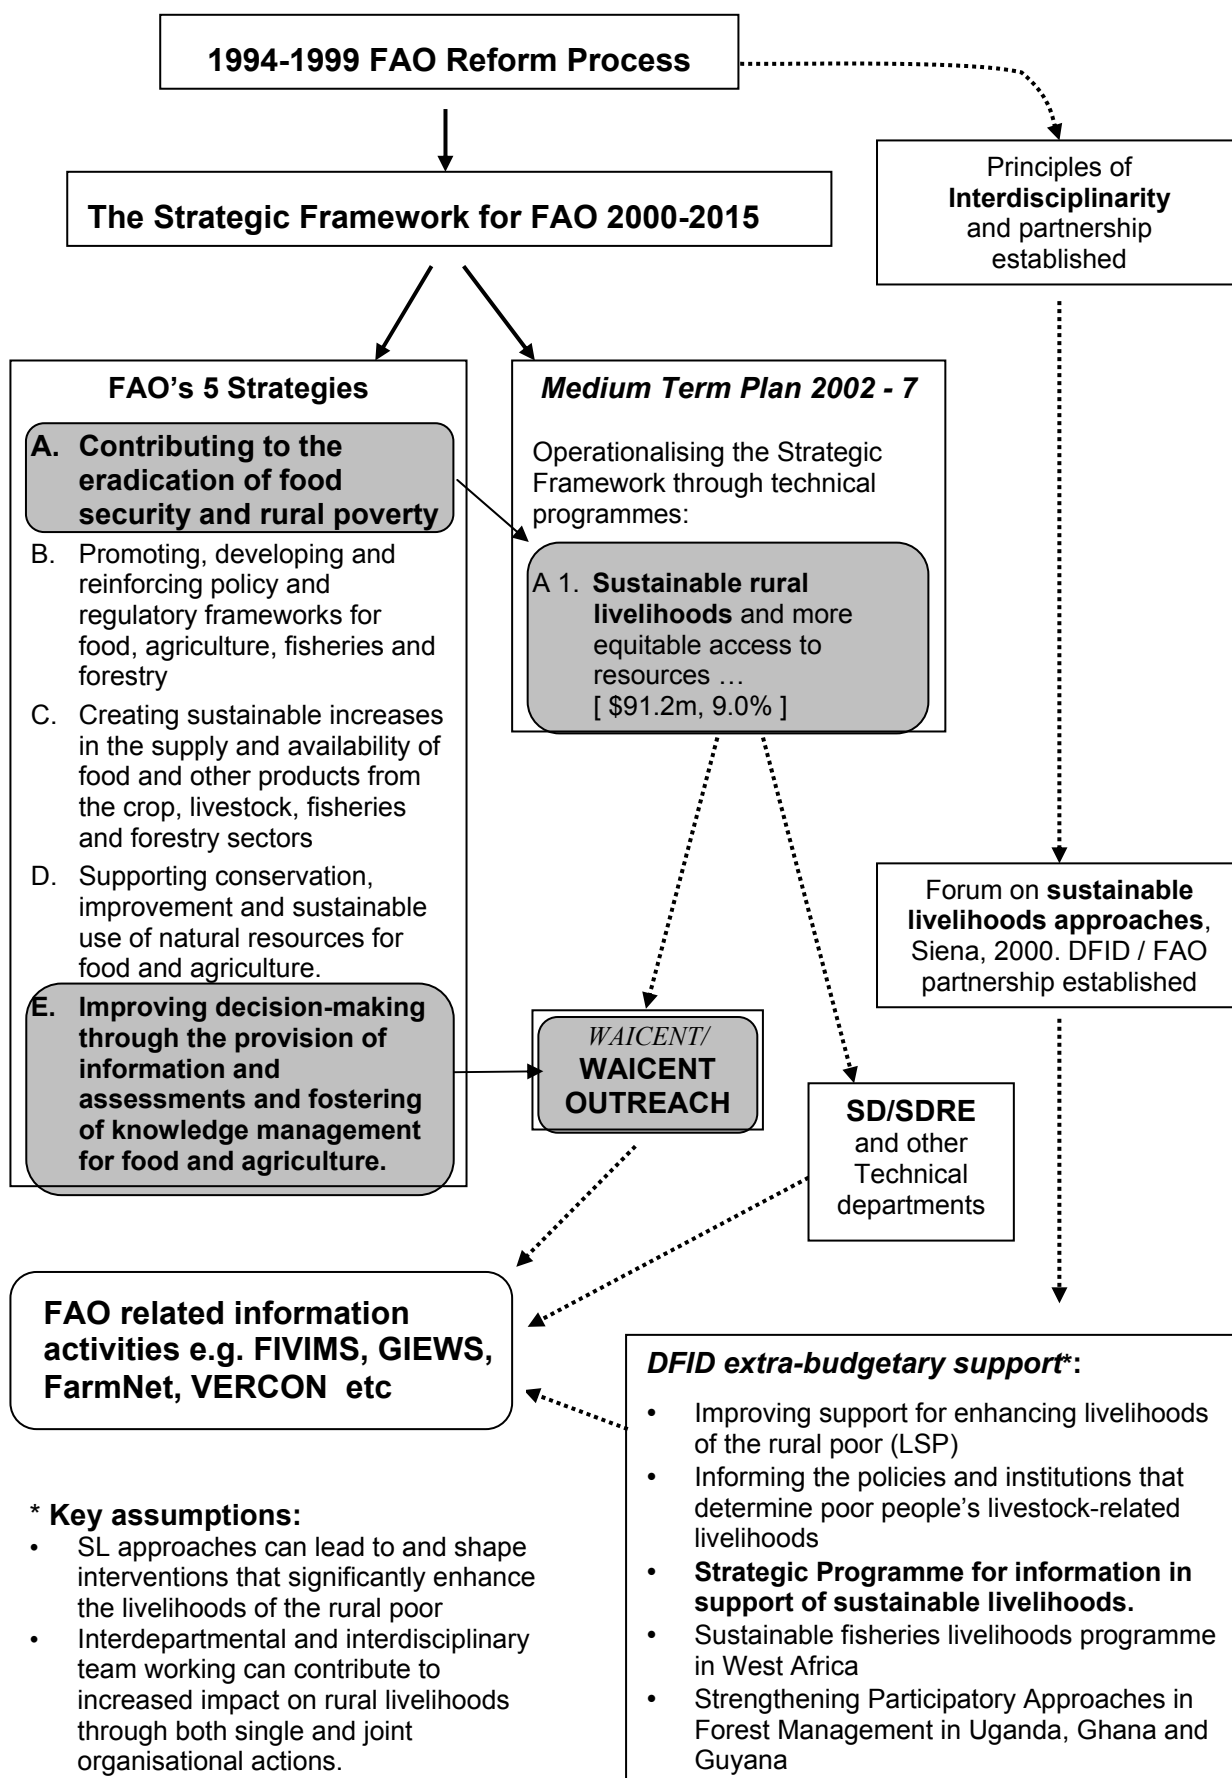 1994-1999 FAO Reform Process
Principles of
Interdisciplinarity
and partnership
established
The Strategic Framework for FAO 2000-2015
FAO's 5 Strategies
A. Contributing to the
eradication of food
security and rural poverty
B. Promoting, developing and
reinforcing policy and
regulatory frameworks for
food, agriculture, fisheries and
forestry
C. Creating sustainable increases
in the supply and availability of
food and other products from
the crop, livestock, fisheries
and forestry sectors
D. Supporting conservation,
improvement and sustainable
use of natural resources for
food and agriculture.
E. Improving decision-making
through the provision of
information and
assessments and fostering
of knowledge management
for food and agriculture.
Medium Term Plan 2002 - 7
Operationalising the Strategic
Framework through technical
programmes:
A 1. Sustainable rural
livelihoods and more
equitable access to
resources …
[ $91.2m, 9.0% ]
Forum on sustainable
livelihoods approaches,
Siena, 2000. DFID / FAO
partnership established
WAICENT/
WAICENT
OUTREACH
SD/SDRE
and other
Technical
departments
FAO related information
activities e.g. FIVIMS, GIEWS,
FarmNet, VERCON etc
DFID extra-budgetary support*:
• Improving support for enhancing livelihoods
of the rural poor (LSP)
• Informing the policies and institutions that
determine poor people's livestock-related
livelihoods
• Strategic Programme for information in
support of sustainable livelihoods.
• Sustainable fisheries livelihoods programme
in West Africa
• Strengthening Participatory Approaches in
Forest Management in Uganda, Ghana and
Guyana
* Key assumptions:
• SL approaches can lead to and shape
interventions that significantly enhance
the livelihoods of the rural poor
• Interdepartmental and interdisciplinary
team working can contribute to
increased impact on rural livelihoods
through both single and joint
organisational actions.